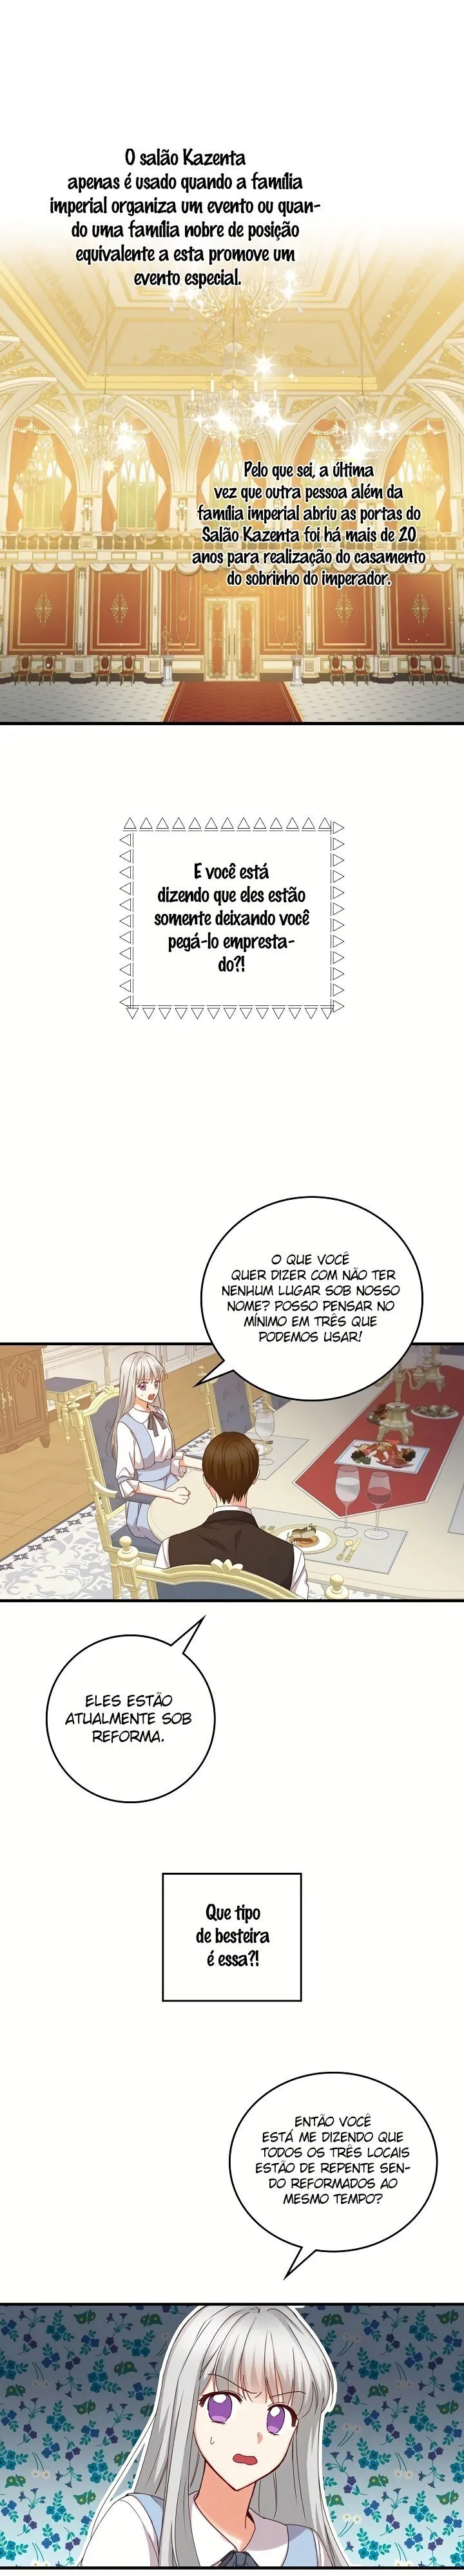 O salão Kazenta
apenas é usado quando a família
imperial organiza um evento ou quan-
do uma família nobre de posição
equivalente a esta promove um
evento especial.
Pelo que sei, a última
vez que outra pessoa além da
família imperial abriu as portas do
Salão Kazenta foi há mais de 20
anos para realização do casamento
do sobrinho do imperador.
E você está
dizendo que eles estão
somente deixando você
pegá-lo empresta-
do?!
O QUE VOCÊ
QUER DIZER COM NÃO TER
NENHUM LUGAR SOB NOSSO
NOME? POSSO PENSAR NO
MÍNIMO EM TRÊS QUE
PODEMOS USAR!
ELES ESTÃO
ATUALMENTE SOB
REFORMA.
Que tipo
de besteira
é essa?!
ENTÃO VOCÊ
ESTÁ ME DIZENDO QUE
TODOS OS TRÊS LOCAIS
ESTÃO DE REPENTE SEN-
DO REFORMADOS AO
MESMO TEMPO?